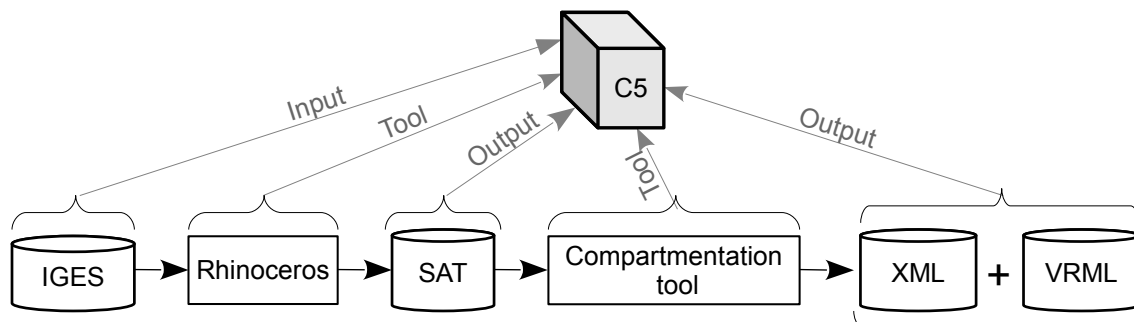 C5
Input
Tool
Output
Tool
Output
IGES
Rhinoceros
SAT
Compartmentation
tool
XML
+
VRML